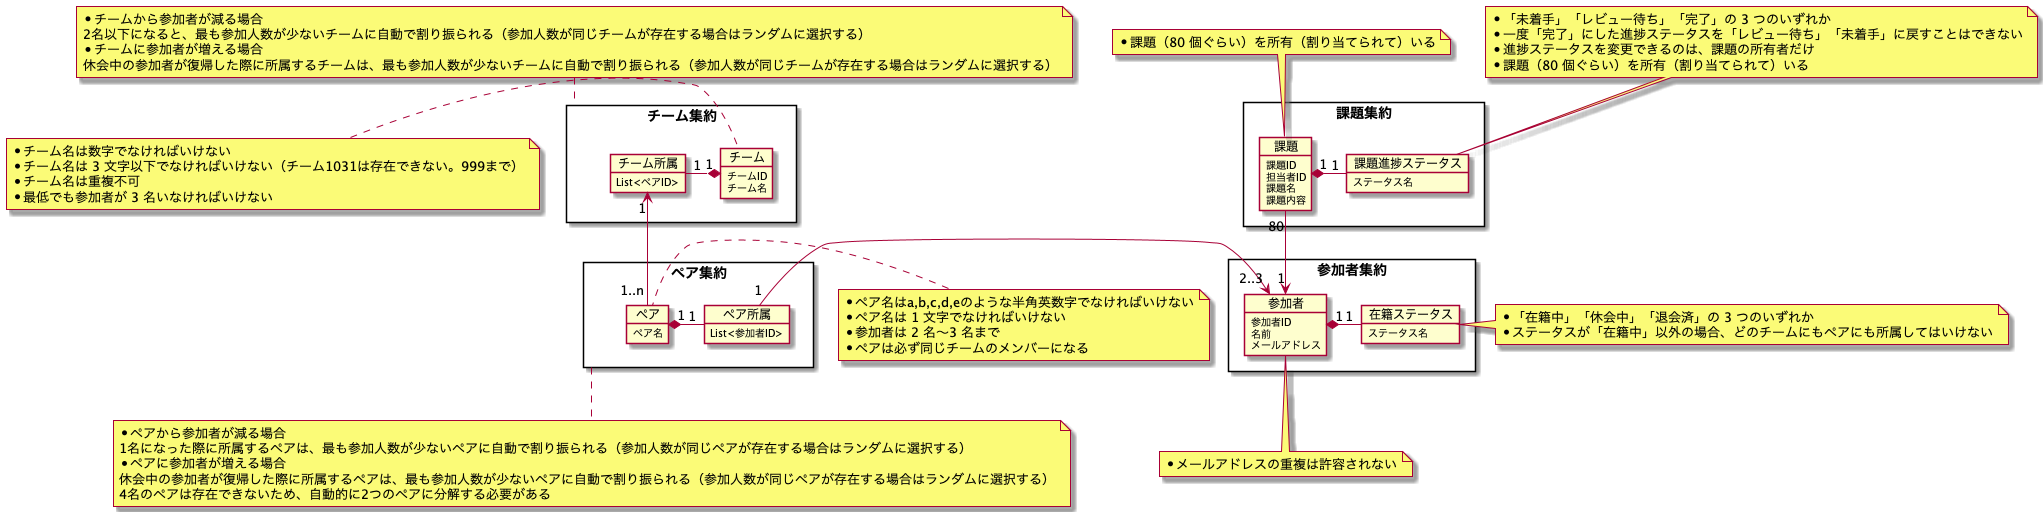 ●チームから参加者が減る場合
2名以下になると、最も参加人数が少ないチームに自動で割り振られる（参加人数が同じチームが存在する場合はランダムに選択する）
●チームに参加者が増える場合
休会中の参加者が復帰した際に所属するチームは、最も参加人数が少ないチームに自動で割り振られる（参加人数が同じチームが存在する場合はランダムに選択する）
●課題（80 個ぐらい）を所有（割り当てられて）いる
●「未着手」「レビュー待ち」「完了」の 3 つのいずれか
●一度「完了」にした進捗ステータスを「レビュー待ち」「未着手」に戻すことはできない
●進捗ステータスを変更できるのは、課題の所有者だけ
●課題（80 個ぐらい）を所有（割り当てられて）いる
●チーム名は数字でなければいけない
●チーム名は 3 文字以下でなければいけない（チーム1031は存在できない。999まで）
●チーム名は重複不可
●最低でも参加者が 3 名いなければいけない
チーム集約
チーム所属
List<ペアID>
1
1
チーム
チームID
チーム名
1
課題集約
課題
課題ID
担当者ID
課題名
課題内容
1
1
課題進捗ステータス
ステータス名
80
ペア集約
1..n
ペア
ペア名
1
1
1
ペア所属
List<参加者ID>
●ペア名はa,b,c,d,eのような半角英数字でなければいけない
●ペア名は 1 文字でなければいけない
●参加者は 2 名〜3 名まで
●ペアは必ず同じチームのメンバーになる
参加者集約
2..3
1
参加者
参加者ID
名前
メールアドレス
1
1
在籍ステータス
ステータス名
●「在籍中」「休会中」「退会済」の 3 つのいずれか
●ステータスが「在籍中」以外の場合、どのチームにもペアにも所属してはいけない
●ペアから参加者が減る場合
1名になった際に所属するペアは、最も参加人数が少ないペアに自動で割り振られる（参加人数が同じペアが存在する場合はランダムに選択する）
●ペアに参加者が増える場合
休会中の参加者が復帰した際に所属するペアは、最も参加人数が少ないペアに自動で割り振られる（参加人数が同じペアが存在する場合はランダムに選択する）
4名のペアは存在できないため、自動的に2つのペアに分解する必要がある
●メールアドレスの重複は許容されない